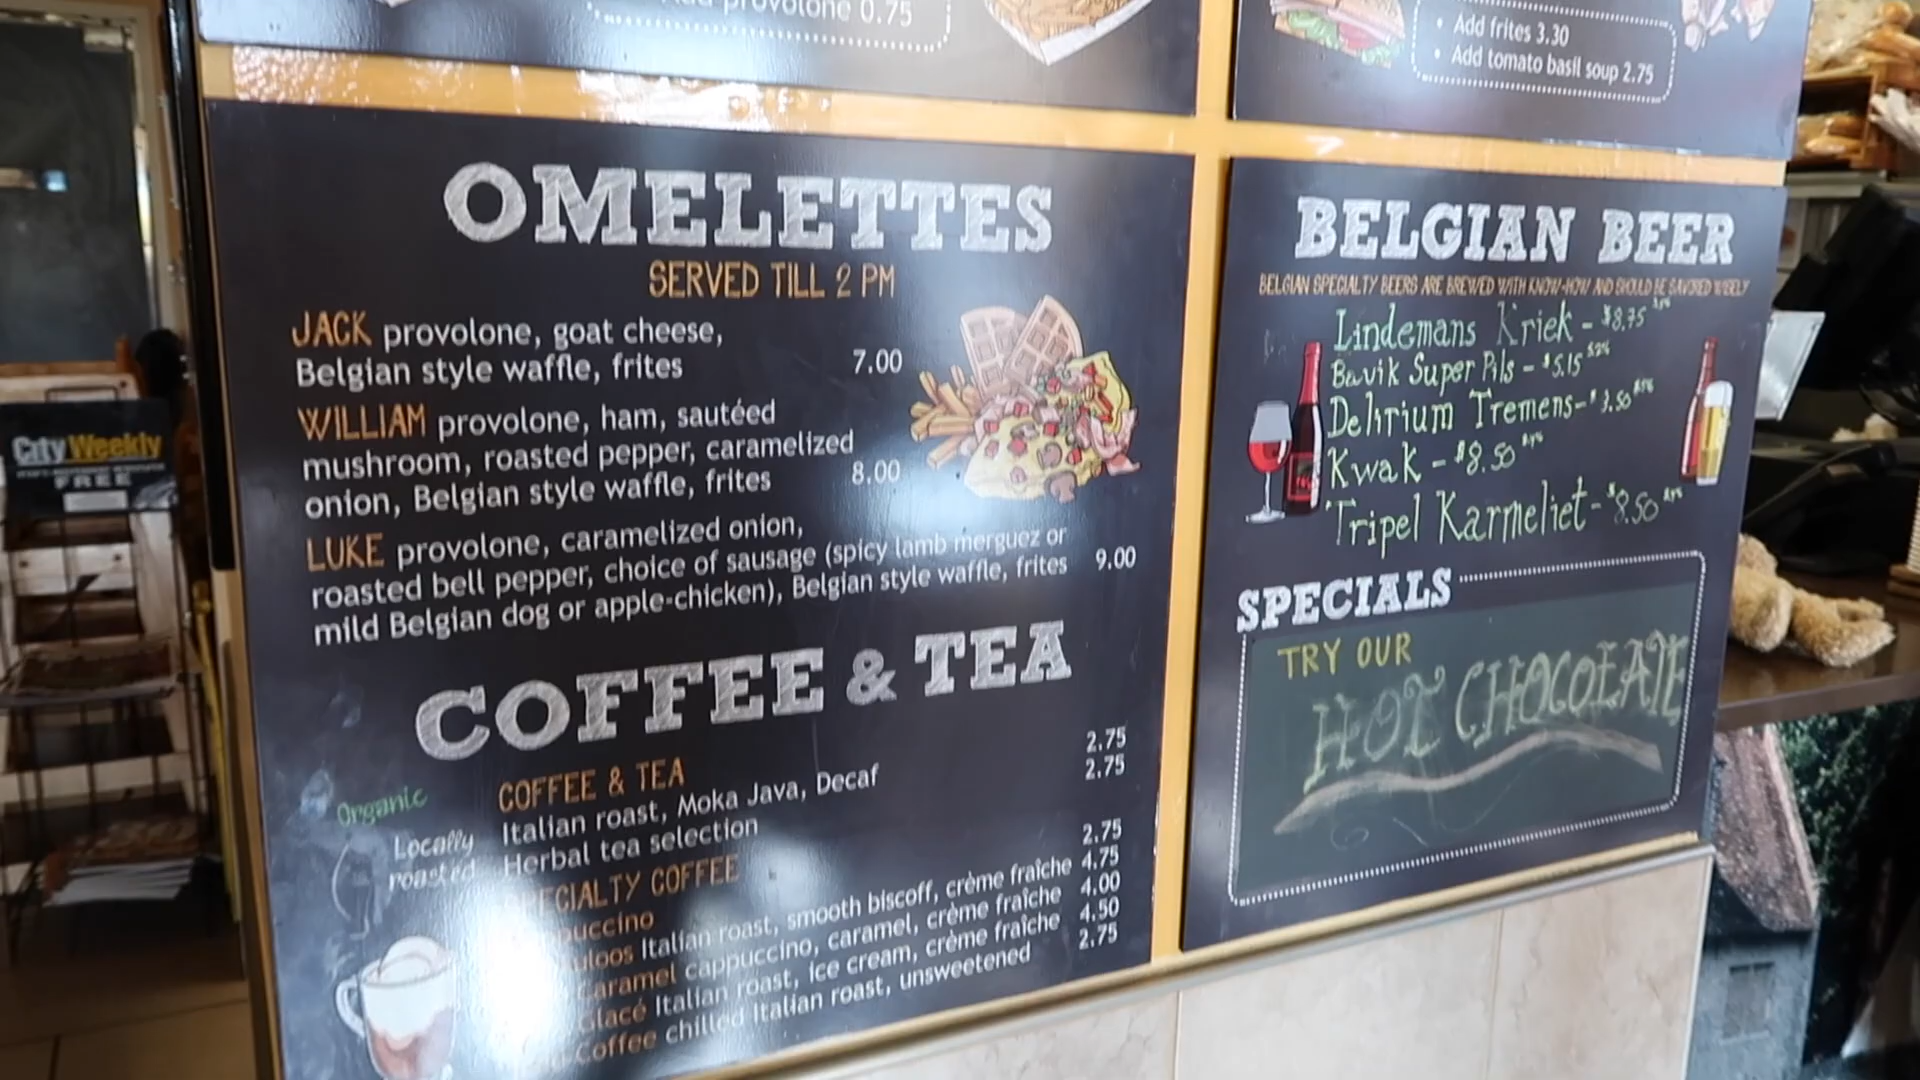 provolone 0.75
• Add frites 3.30
• Add tomato basil soup 2.75
OMELETTES
SERVED TILL 2 PM
JACK provolone, goat cheese,
Belgian style waffle, frites 7.00
WILLIAM provolone, ham, sautéed
mushroom, roasted pepper, caramelized
onion, Belgian style waffle, frites 8.00
LUKE provolone, caramelized onion,
roasted bell pepper, choice of sausage (spicy lamb merguez or
mild Belgian dog or apple-chicken), Belgian style waffle, frites 9.00
COFFEE & TEA
COFFEE & TEA
Italian roast, Moka Java, Decaf 2.75
Herbal tea selection 2.75
Organic
Locally
roasted
COFFEE
2.75
Italian roast, smooth biscoff, crème fraîche 4.75
cappuccino, caramel, crème fraîche 4.00
Italian roast, ice cream, crème fraîche 4.50
Coffee chilled Italian roast, unsweetened 2.75
BELGIAN BEER
BELGIAN SPECIALTY BEERS ARE BREWED WITH KNOW-HOW AND SHOULD BE SAVORED WISELY
Lindemans Kriek - $8.75
Bavik Super Pils - $5.15 5.2%
Delirium Tremens-
Kwak - $8.50
Tripel Karmeliet - $8.50
SPECIALS
TRY OUR
HOT CHOCOLATE
City Weekly
FREE